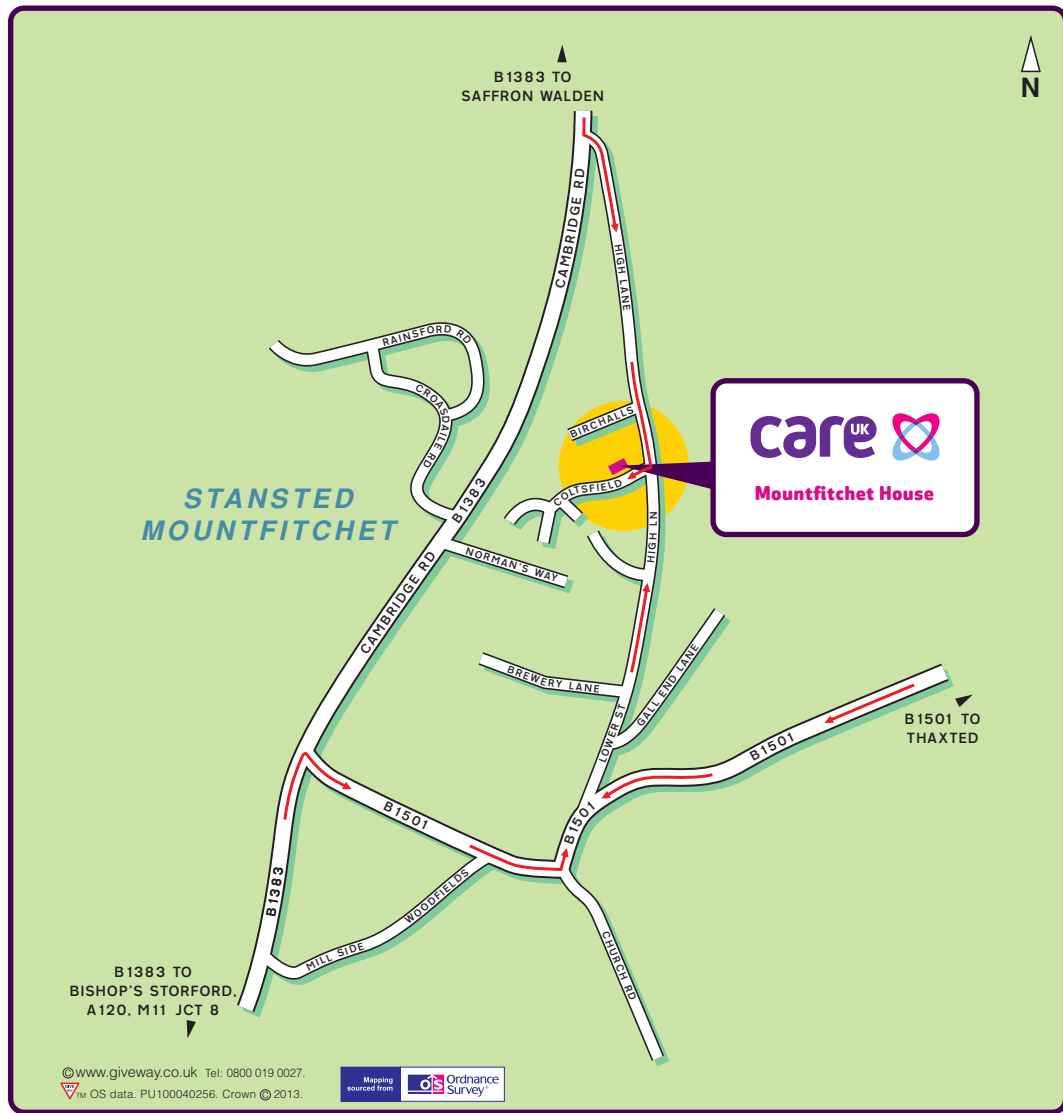 B1383 TO
SAFFRON WALDEN
N
CAMBRIDGE RD
HIGH LANE
RAINSFORD RD
CROASDAILE RD
BIRCHALLS
care UK
Mountfitchet House
COLTSFIELD
B1383
STANSTED
MOUNTFITCHET
HIGH LN
NORMAN'S WAY
CAMBRIDGE RD
BREWERY LANE
GALL END LANE
LOWER ST
B1501 TO
THAXTED
B1501
B1501
B1501
B1383
WOODFIELDS
MILL SIDE
CHURCH RD
B1383 TO
BISHOP'S STORFORD,
A120, M11 JCT 8
© www.giveway.co.uk Tel: 0800 019 0027.
TM OS data. PU100040256. Crown © 2013.
Mapping
sourced from
OS Ordnance
Survey®